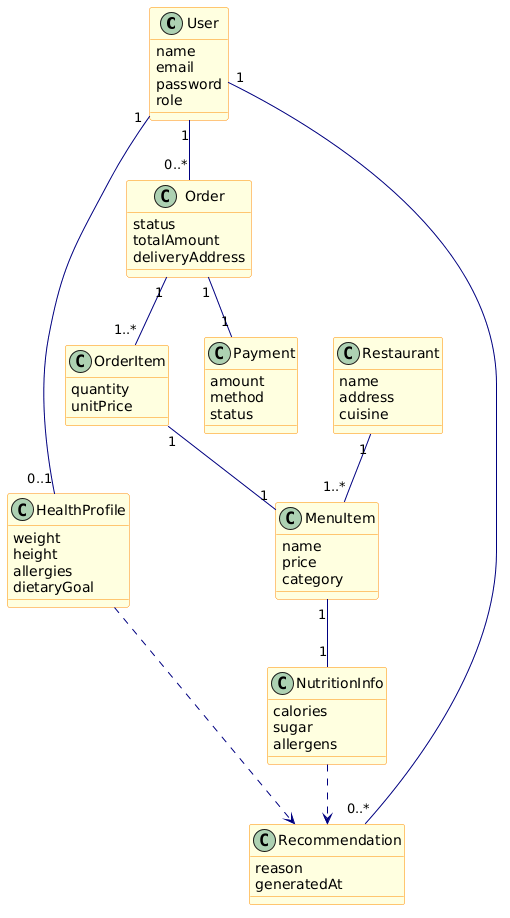 C User
name
email
password
role
1
1
1
0..*
C Order
status
totalAmount
deliveryAddress
1
1
1..*
1
C OrderItem
quantity
unitPrice
C Payment
amount
method
status
C Restaurant
name
address
cuisine
1
1
1..*
1
0..1
C HealthProfile
weight
height
allergies
dietaryGoal
C MenuItem
name
price
category
1
1
C NutritionInfo
calories
sugar
allergens
0..*
C Recommendation
reason
generatedAt